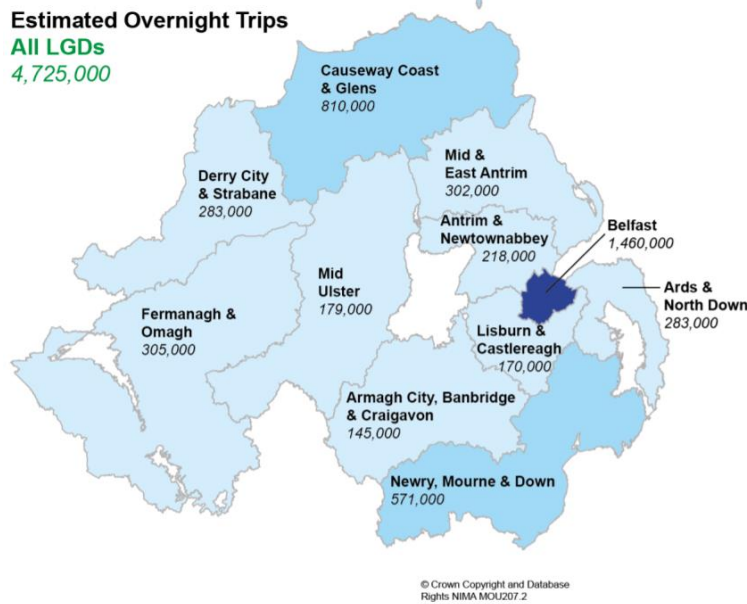 Estimated Overnight Trips
All LGDs
4,725,000
Causeway Coast
& Glens
810,000
Mid &
East Antrim
302,000
Derry City
& Strabane
283,000
Antrim &
Newtownabbey
218,000
Belfast
1,460,000
Mid
Ulster
179,000
Ards &
North Down
283,000
Fermanagh &
Omagh
305,000
Lisburn &
Castlereagh
170,000
Armagh City, Banbridge
& Craigavon
145,000
Newry, Mourne & Down
571,000
© Crown Copyright and Database
Rights NIMA MOU207.2